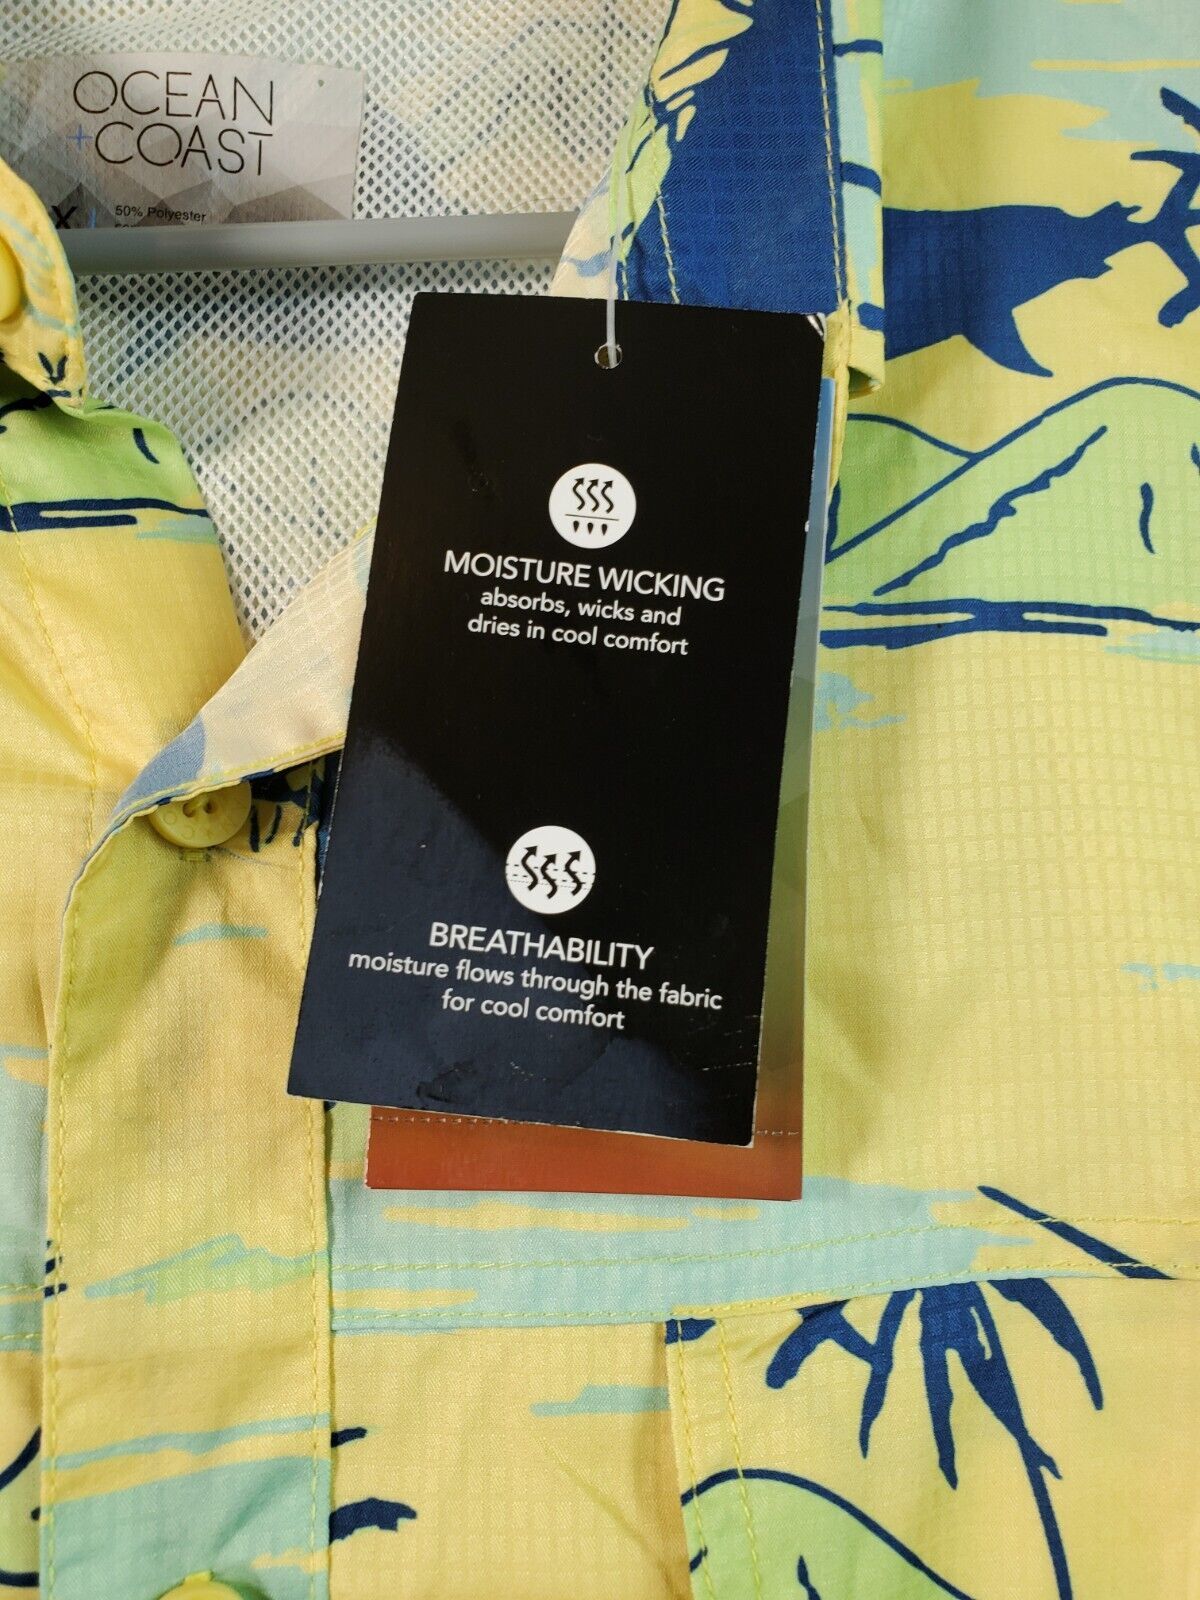 OCEAN
+COAST
X
50% Polyester
MOISTURE WICKING
absorbs, wicks and
dries in cool comfort
BREATHABILITY
moisture flows through the fabric
for cool comfort